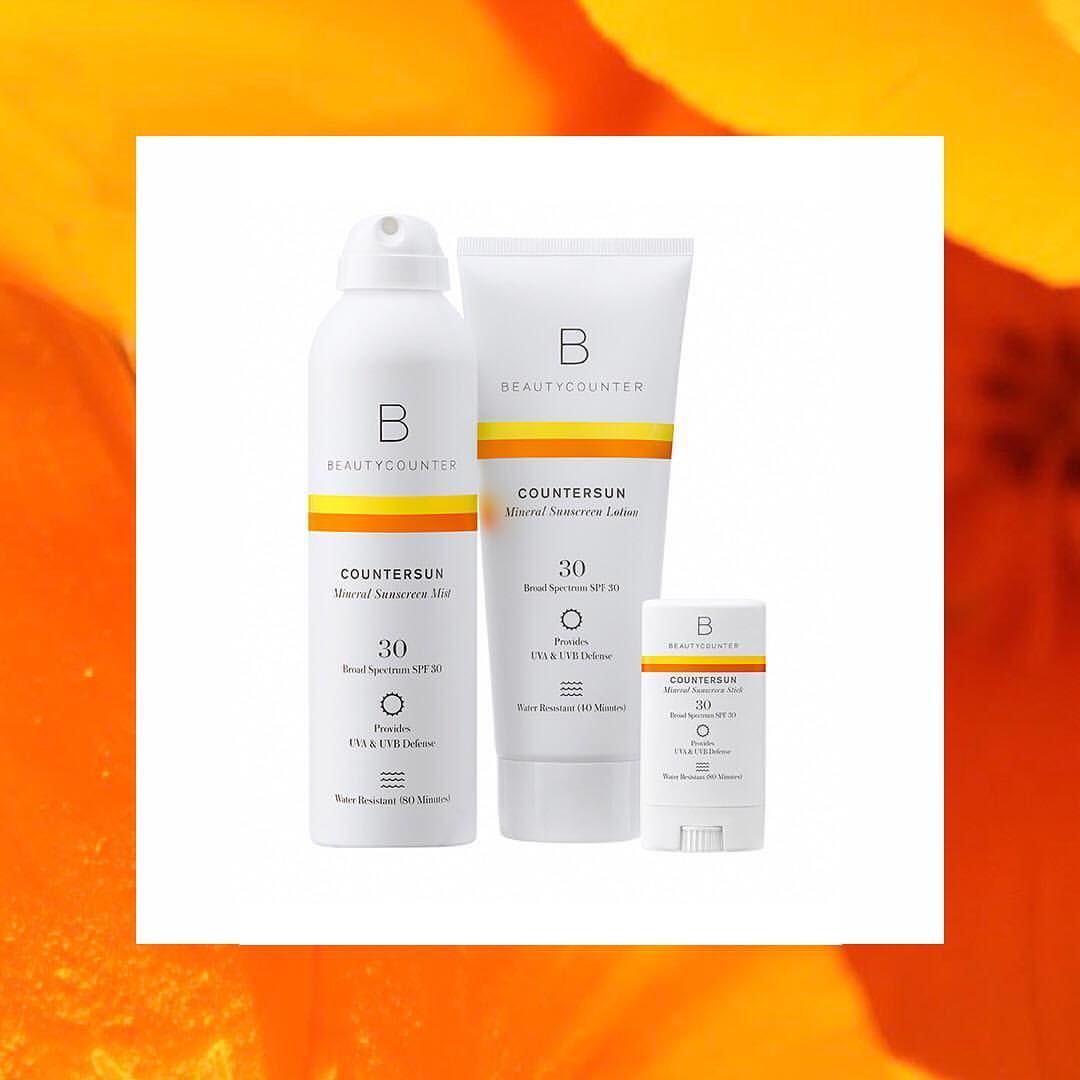 B
BEAUTYCOUNTER
COUNTERSUN
Mineral Sunscreen Mist
30
Broad Spectrum SPF 30
Provides
UVA & UVB Defense
Water Resistant (80 Minutes)
B
BEAUTYCOUNTER
COUNTERSUN
Mineral Sunscreen Lotion
30
Broad Spectrum SPF 30
Provides
UVA & UVB Defense
Water Resistant (40 Minutes)
B
BEAUTYCOUNTER
COUNTERSUN
Mineral Sunscreen Stick
30
Broad Spectrum SPF 30
Provides
UVA & UVB Defense
Water Resistant (80 Minutes)